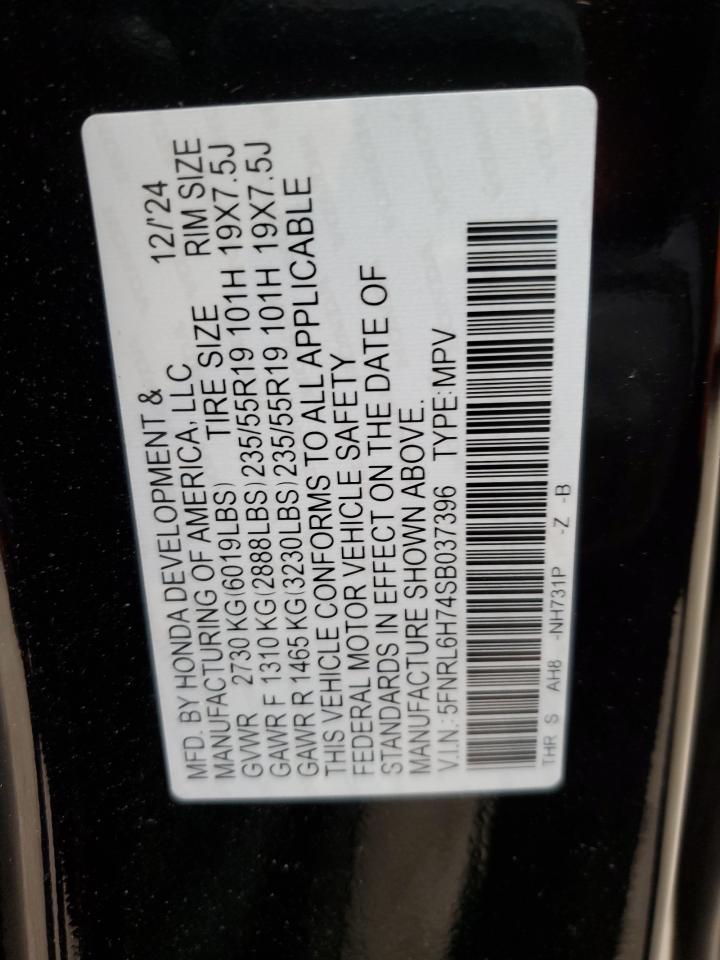 MFD. BY HONDA DEVELOPMENT & 12/'24
MANUFACTURING OF AMERICA, LLC
GVWR 2730 KG(6019LBS) TIRE SIZE RIM SIZE
GAWR F 1310 KG(2888LBS)235/55R19 101H 19X7.5J
GAWR R 1465 KG(3230LBS)235/55R19 101H 19X7.5J
THIS VEHICLE CONFORMS TO ALL APPLICABLE
FEDERAL MOTOR VEHICLE SAFETY
STANDARDS IN EFFECT ON THE DATE OF
MANUFACTURE SHOWN ABOVE.
V.I.N.: 5FNRL6H74SB037396 TYPE:MPV
THR S AH8 -NH731P -Z -B